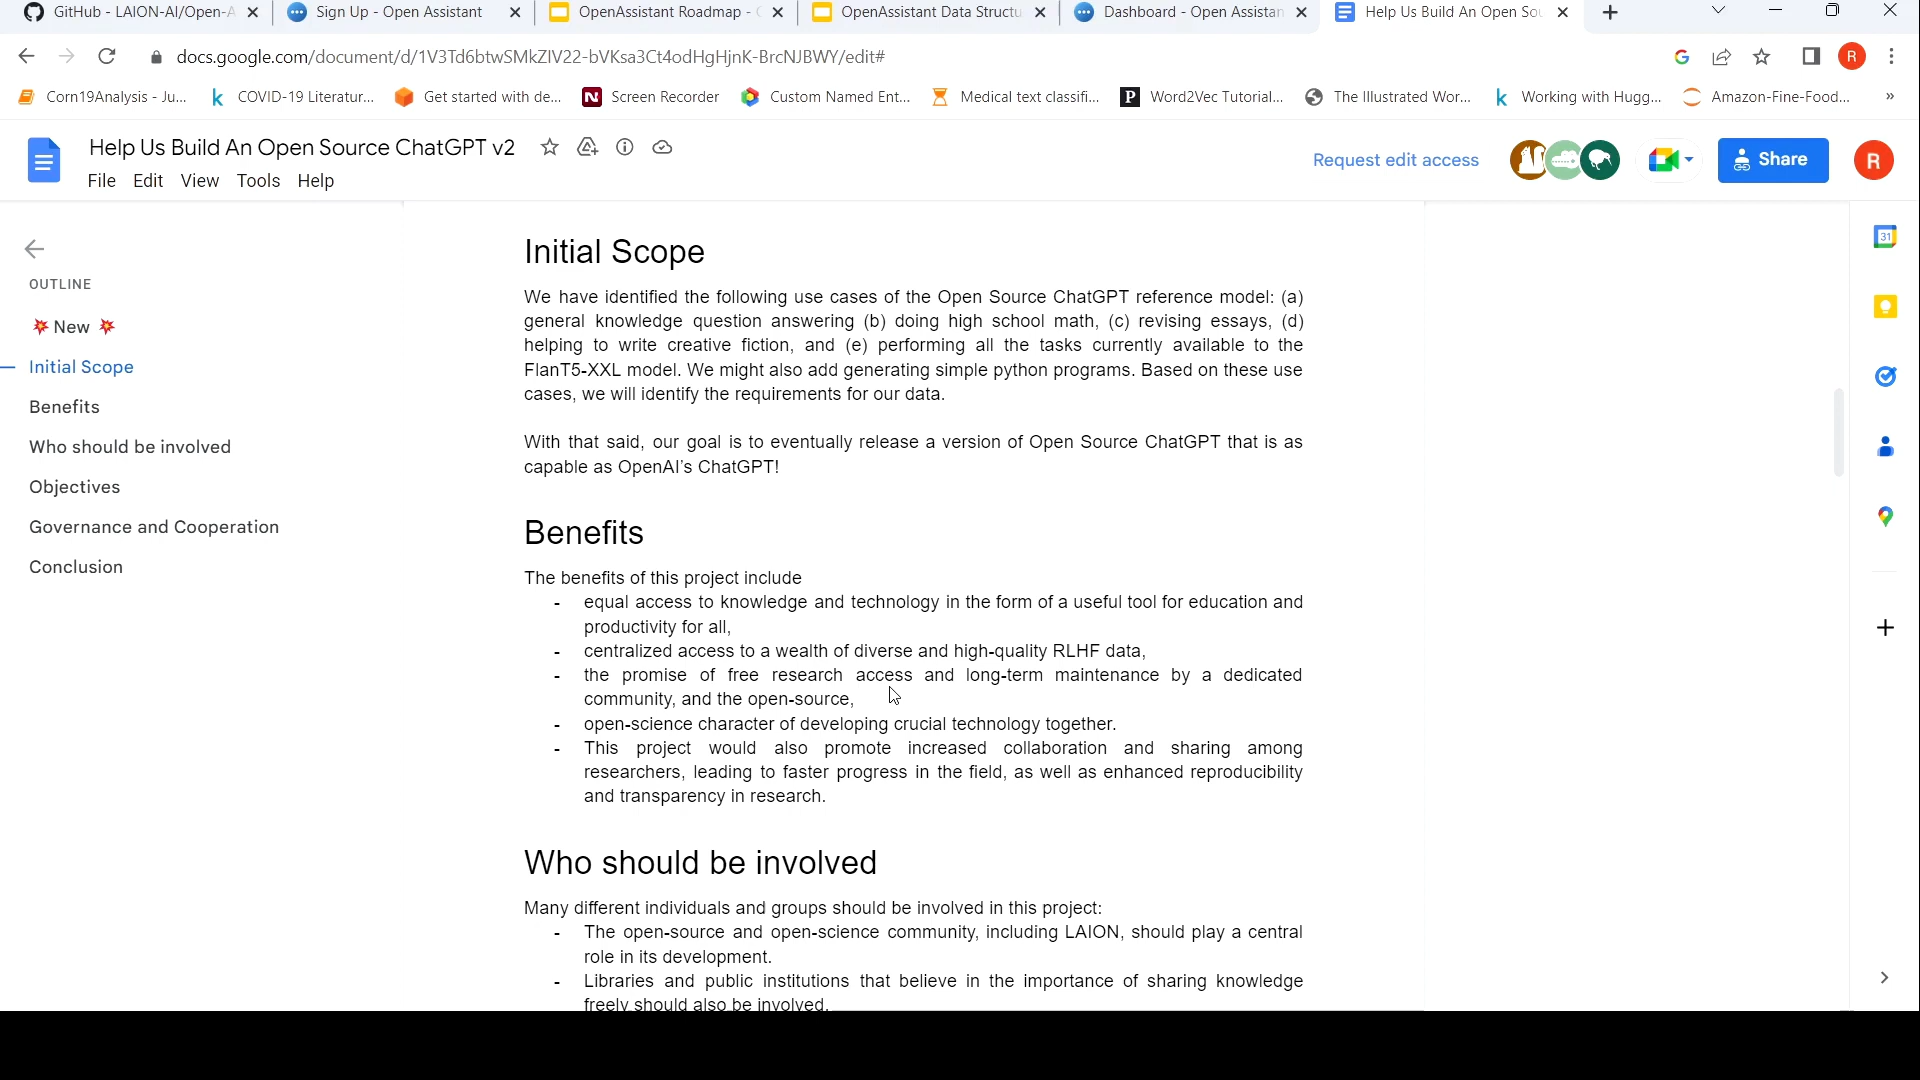 GitHub - LAION-AI/Open-A
Sign Up - Open Assistant
OpenAssistant Roadmap -
OpenAssistant Data Structu
Dashboard - Open Assistan
Help Us Build An Open Sou
docs.google.com/document/d/1V3Td6btwSMkZIV22-bVKsa3Ct4odHgHjnK-BrcNJBWY/edit#
R
Corn19Analysis - Ju...
COVID-19 Literatur...
Get started with de...
Screen Recorder
Custom Named Ent...
Medical text classifi...
Word2Vec Tutorial...
The Illustrated Wor...
Working with Hugg...
Amazon-Fine-Food...
»
Help Us Build An Open Source ChatGPT v2
File Edit View Tools Help
Request edit access
Share
R
OUTLINE
New
Initial Scope
Benefits
Who should be involved
Objectives
Governance and Cooperation
Conclusion
Initial Scope
We have identified the following use cases of the Open Source ChatGPT reference model: (a)
general knowledge question answering (b) doing high school math, (c) revising essays, (d)
helping to write creative fiction, and (e) performing all the tasks currently available to the
FlanT5-XXL model. We might also add generating simple python programs. Based on these use
cases, we will identify the requirements for our data.
With that said, our goal is to eventually release a version of Open Source ChatGPT that is as
capable as OpenAI's ChatGPT!
Benefits
The benefits of this project include
- equal access to knowledge and technology in the form of a useful tool for education and
productivity for all,
- centralized access to a wealth of diverse and high-quality RLHF data,
- the promise of free research access and long-term maintenance by a dedicated
community, and the open-source,
- open-science character of developing crucial technology together.
- This project would also promote increased collaboration and sharing among
researchers, leading to faster progress in the field, as well as enhanced reproducibility
and transparency in research.
Who should be involved
Many different individuals and groups should be involved in this project:
- The open-source and open-science community, including LAION, should play a central
role in its development.
- Libraries and public institutions that believe in the importance of sharing knowledge
freely should also be involved.
31